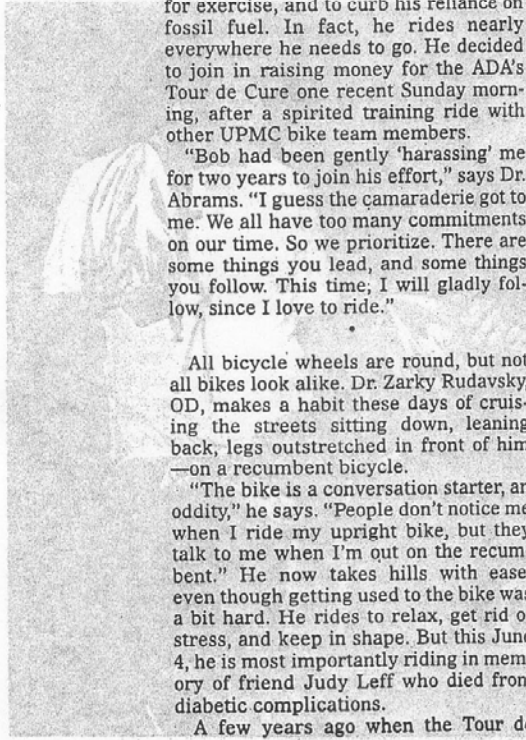 for exercise, and to curb his reliance on
fossil fuel. In fact, he rides nearly
everywhere he needs to go. He decided
to join in raising money for the ADA's
Tour de Cure one recent Sunday morn-
ing, after a spirited training ride with
other UPMC bike team members.
"Bob had been gently 'harassing' me
for two years to join his effort," says Dr.
Abrams. "I guess the camaraderie got to
me. We all have too many commitments
on our time. So we prioritize. There are
some things you lead, and some things
you follow. This time; I will gladly fol-
low, since I love to ride."
All bicycle wheels are round, but not
all bikes look alike. Dr. Zarky Rudavsky,
OD, makes a habit these days of cruis-
ing the streets sitting down, leaning
back, legs outstretched in front of him
—on a recumbent bicycle.
"The bike is a conversation starter, an
oddity," he says. "People don't notice me
when I ride my upright bike, but they
talk to me when I'm out on the recum
bent." He now takes hills with ease
even though getting used to the bike was
a bit hard. He rides to relax, get rid o
stress, and keep in shape. But this June
4, he is most importantly riding in mem
ory of friend Judy Leff who died from
diabetic complications.
A few years ago when the Tour de